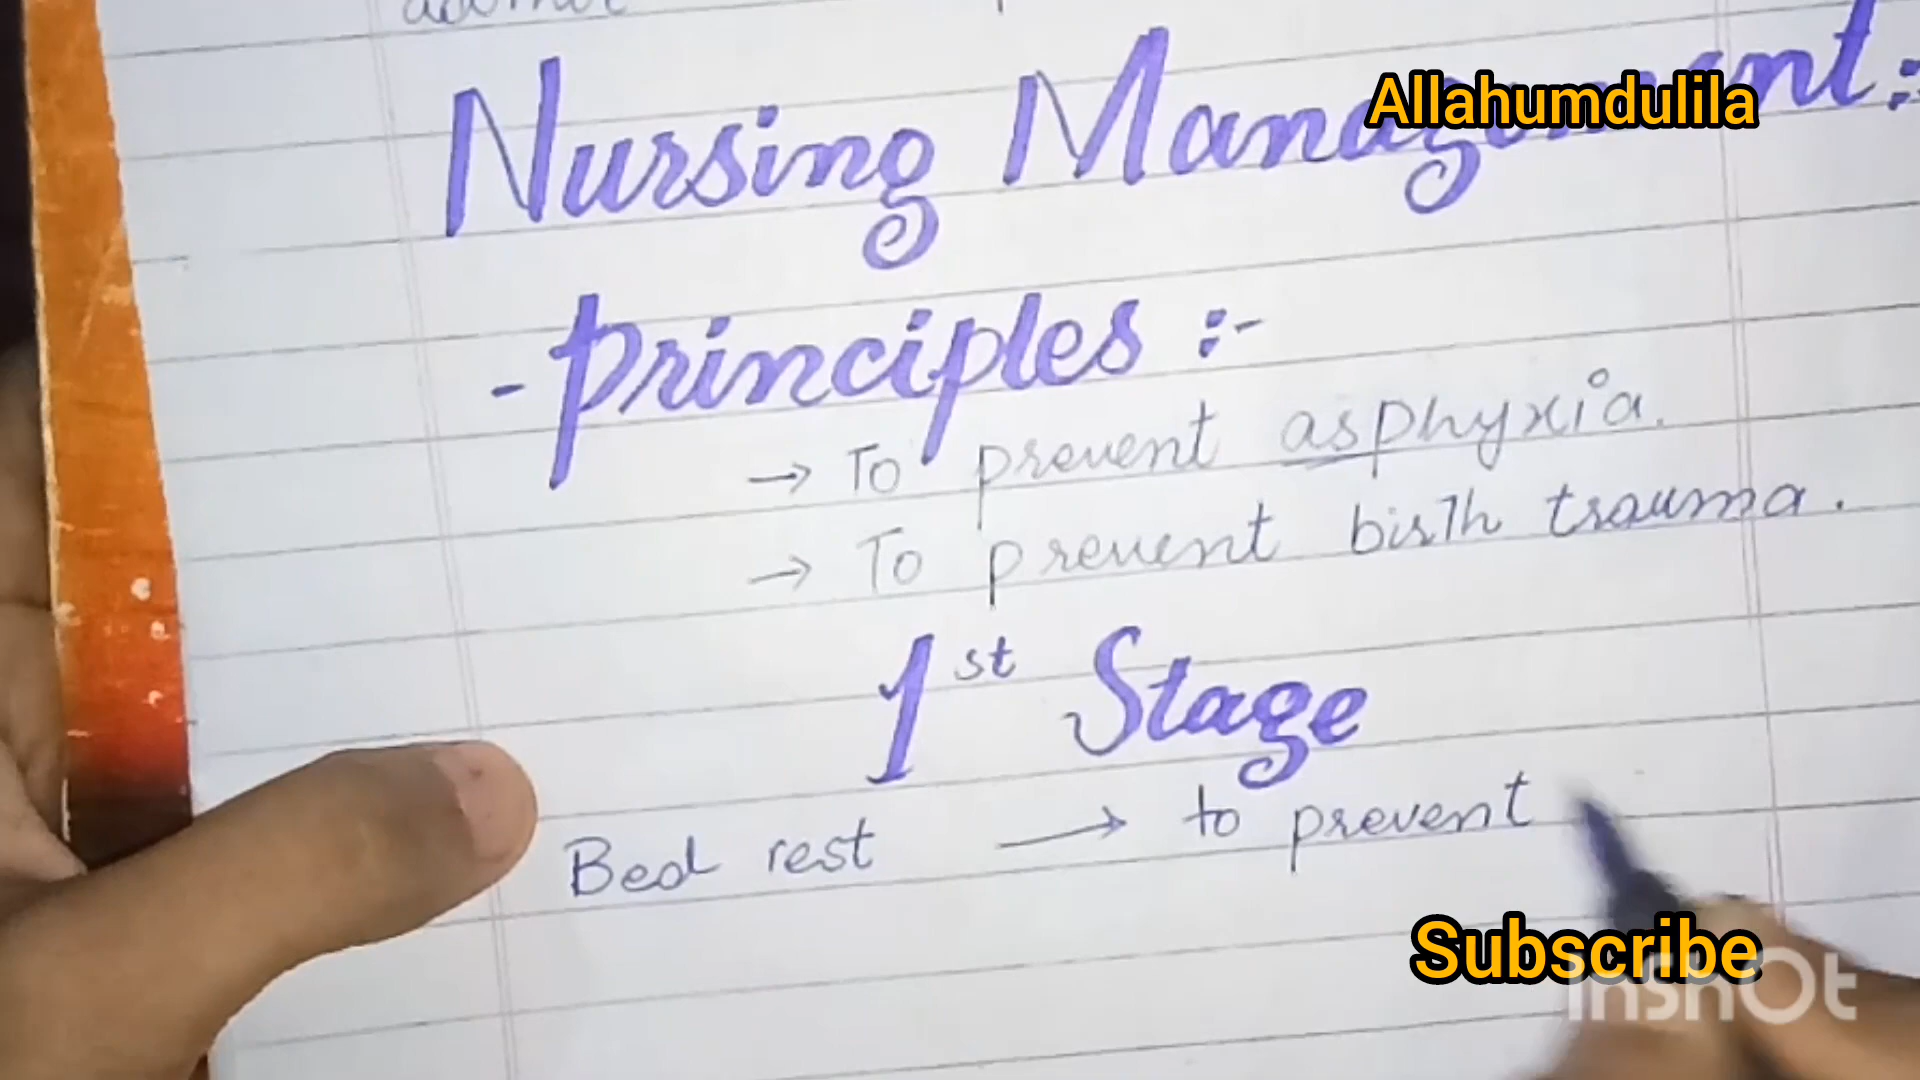 Nursing Management:-
Allahumdulila
- Principles :-
→ To prevent asphyxia.
→ To prevent birth trauma.
1st Stage
Bed rest → to prevent
Subscribe
InShOt